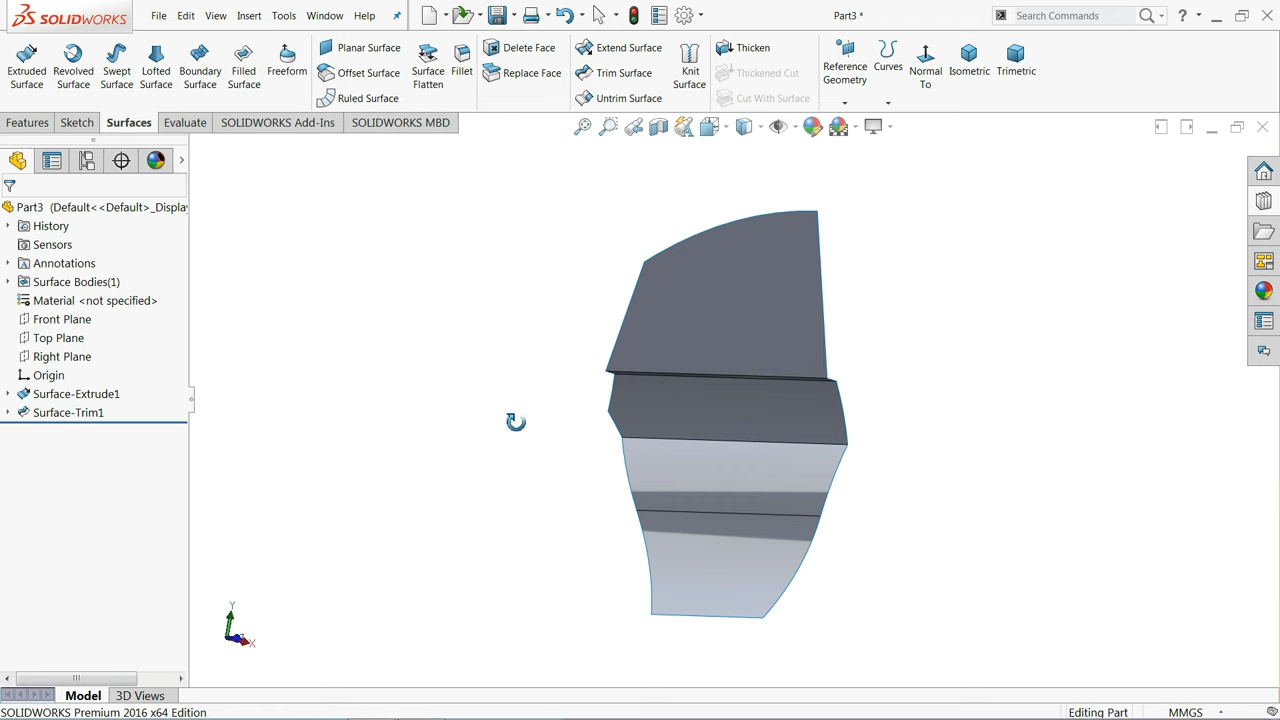 SOLIDWORKS File Edit View Insert Tools Window Help Part3 * Search Commands ?
Extruded Surface
Revolved Surface
Swept Surface
Lofted Surface
Boundary Surface
Filled Surface
Freeform
Planar Surface
Offset Surface
Ruled Surface
Surface Flatten
Fillet
Delete Face
Replace Face
Extend Surface
Trim Surface
Untrim Surface
Knit Surface
Thicken
Thickened Cut
Cut With Surface
Reference Geometry
Curves
Normal To
Isometric
Trimetric
Features Sketch Surfaces Evaluate SOLIDWORKS Add-Ins SOLIDWORKS MBD
Part3 (Default<<Default>_Display
History
Sensors
Annotations
Surface Bodies(1)
Material <not specified>
Front Plane
Top Plane
Right Plane
Origin
Surface-Extrude1
Surface-Trim1
Y
X
Model 3D Views
SOLIDWORKS Premium 2016 x64 Edition Editing Part MMGS